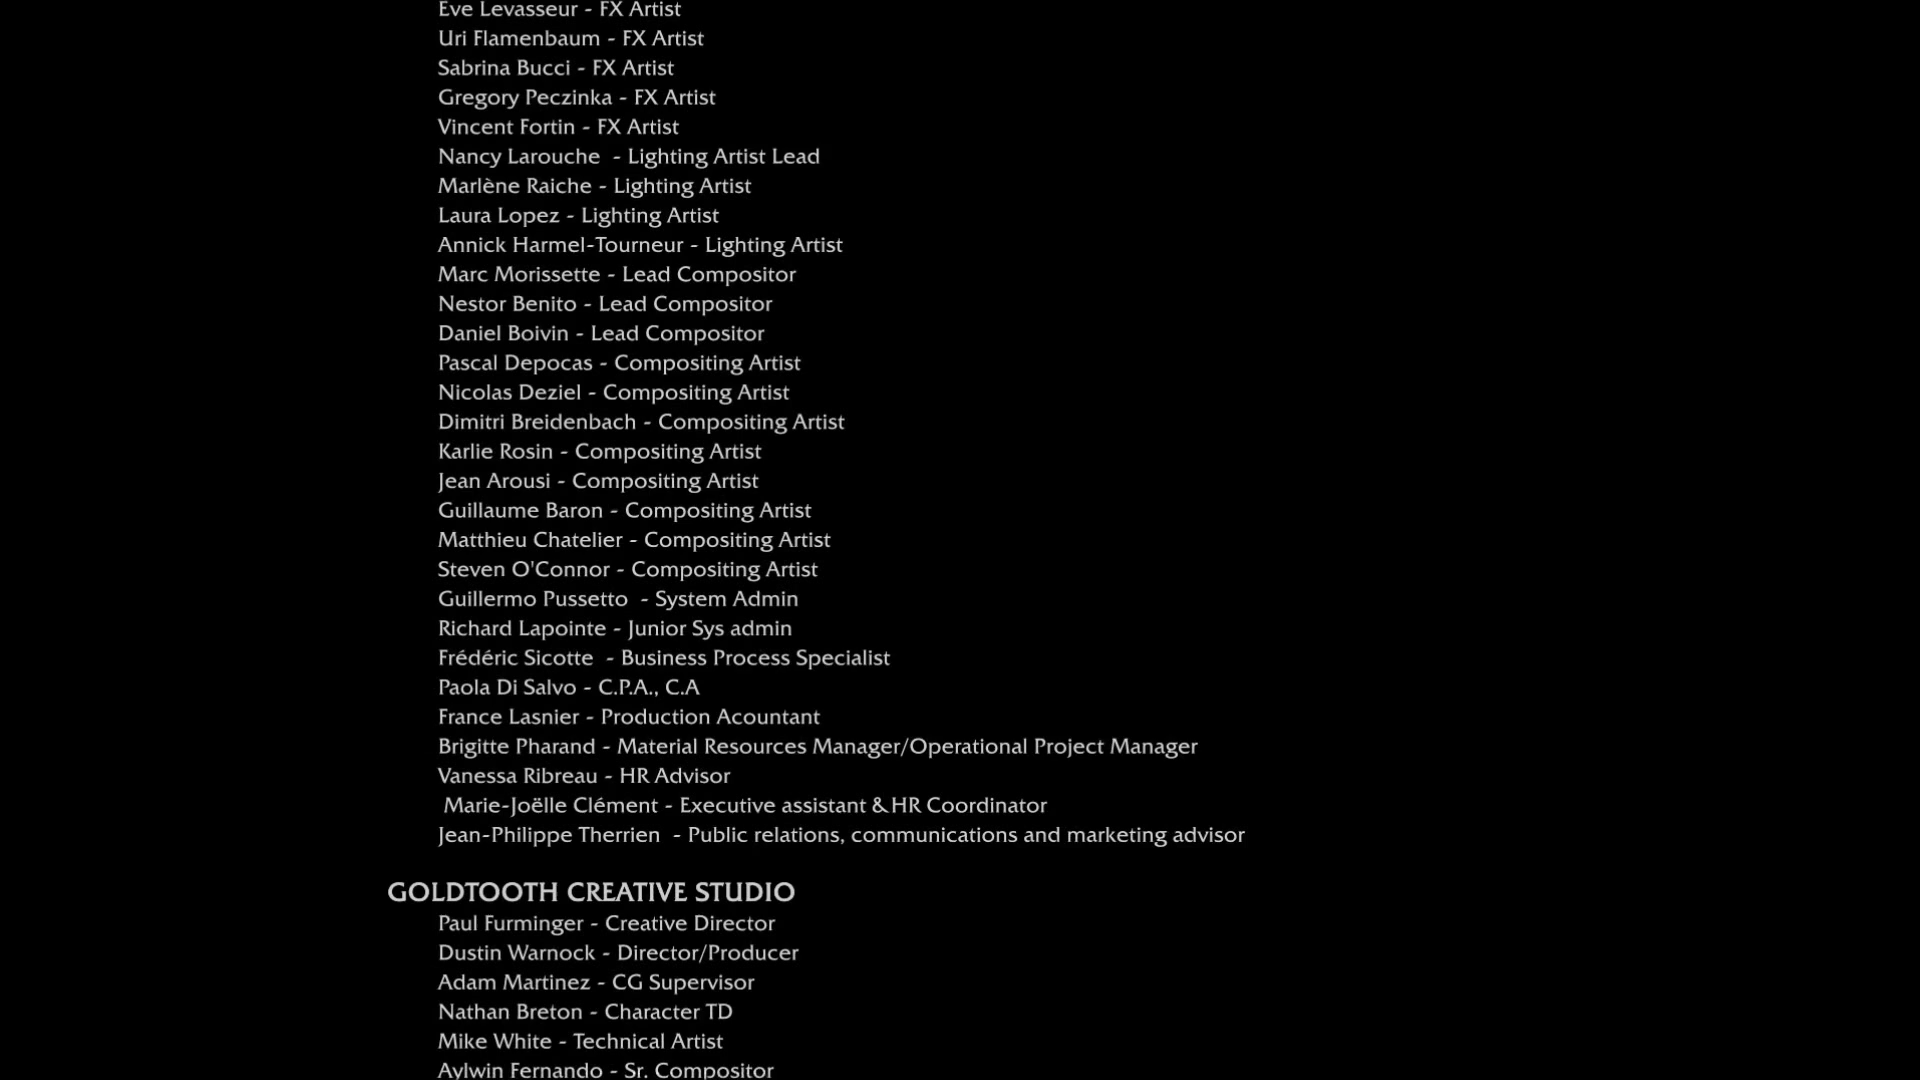 Eve Levasseur - FX Artist
Uri Flamenbaum - FX Artist
Sabrina Bucci - FX Artist
Gregory Peczinka - FX Artist
Vincent Fortin - FX Artist
Nancy Larouche  - Lighting Artist Lead
Marlène Raiche - Lighting Artist
Laura Lopez - Lighting Artist
Annick Harmel-Tourneur - Lighting Artist
Marc Morissette - Lead Compositor
Nestor Benito - Lead Compositor
Daniel Boivin - Lead Compositor
Pascal Depocas - Compositing Artist
Nicolas Deziel - Compositing Artist
Dimitri Breidenbach - Compositing Artist
Karlie Rosin - Compositing Artist
Jean Arousi - Compositing Artist
Guillaume Baron - Compositing Artist
Matthieu Chatelier - Compositing Artist
Steven O'Connor - Compositing Artist
Guillermo Pussetto  - System Admin
Richard Lapointe - Junior Sys admin
Frédéric Sicotte  - Business Process Specialist
Paola Di Salvo - C.P.A., C.A
France Lasnier - Production Acountant
Brigitte Pharand - Material Resources Manager/Operational Project Manager
Vanessa Ribreau - HR Advisor
Marie-Joëlle Clément - Executive assistant & HR Coordinator
Jean-Philippe Therrien  - Public relations, communications and marketing advisor
GOLDTOOTH CREATIVE STUDIO
Paul Furminger - Creative Director
Dustin Warnock - Director/Producer
Adam Martinez - CG Supervisor
Nathan Breton - Character TD
Mike White - Technical Artist
Aylwin Fernando - Sr. Compositor